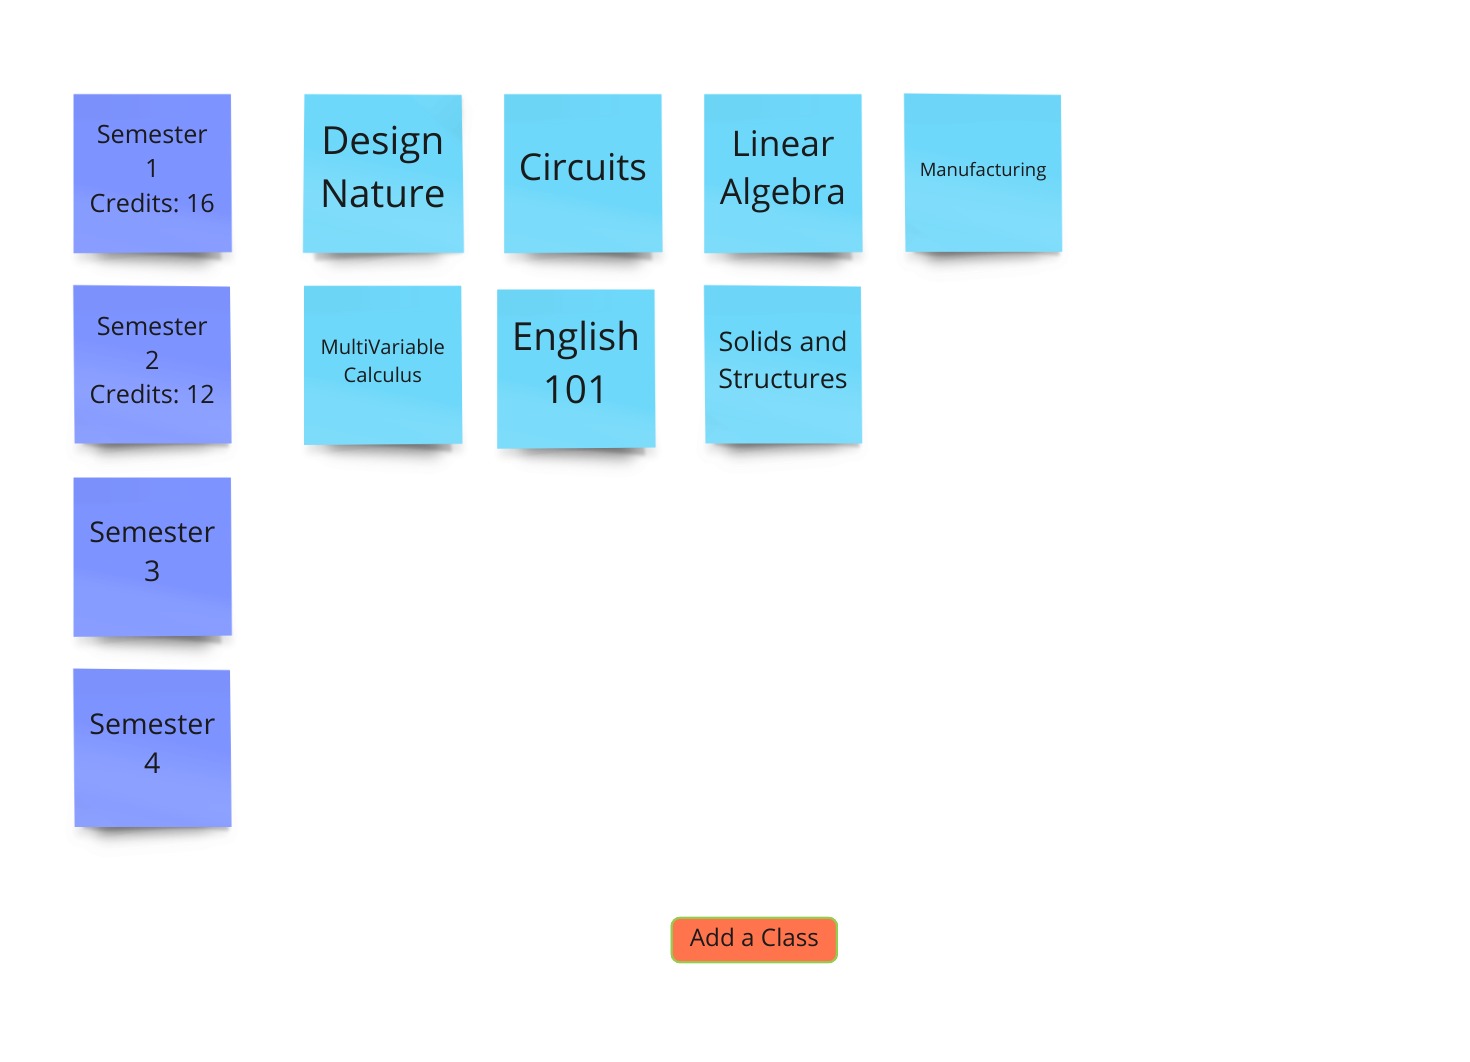 Semester
1
Credits: 16
Design
Nature
Circuits
Linear
Algebra
Manufacturing
Semester
2
Credits: 12
MultiVariable
Calculus
English
101
Solids and
Structures
Semester
3
Semester
4
Add a Class